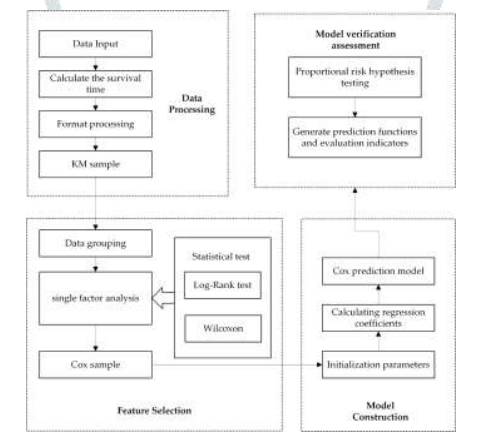 Data Input
Calculate the survival
time
Format processing
KM sample
Data
Processing
Model verification
assessment
Proportional risk hypothesis
testing
Generate prediction functions
and evaluation indicators
Data grouping
single factor analysis
Cox sample
Statistical test
Log-Rank test
Wilcoxon
Feature Selection
Cox prediction model
Calculating regression
coefficients
Initialization parameters
Model
Construction